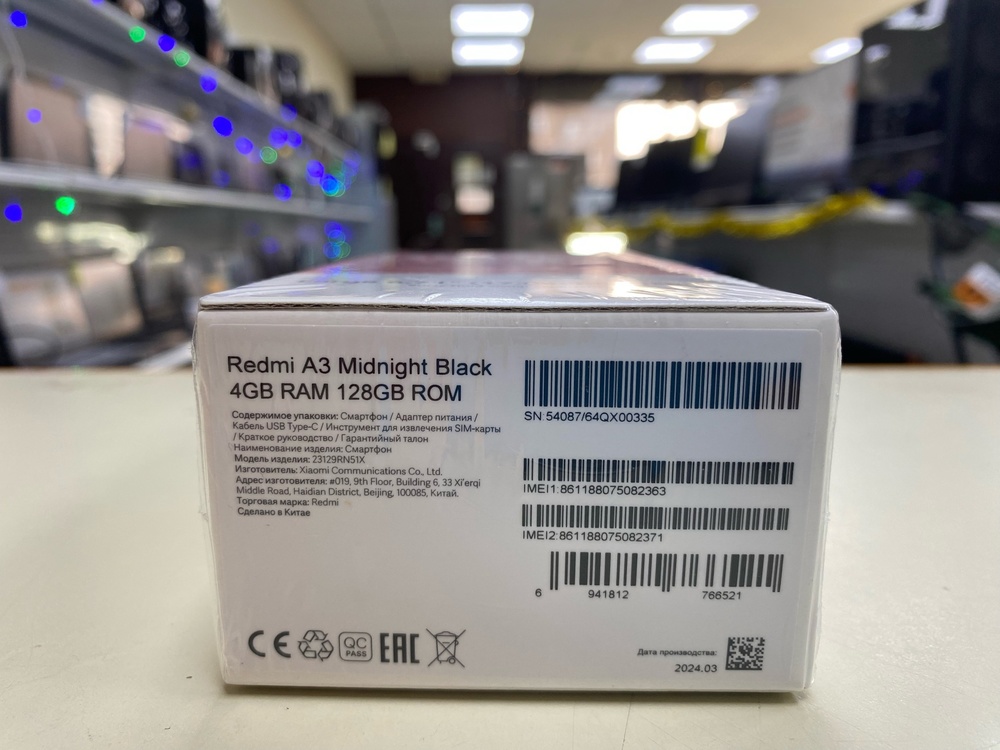 Redmi A3 Midnight Black
4GB RAM 128GB ROM
Содержимое упаковки: Смартфон / Адаптер питания /
Кабель USB Type-C / Инструмент для извлечения SIM-карты
/ Краткое руководство / Гарантийный талон
Наименование изделия: Смартфон
Модель изделия: 23129RN51X
Изготовитель: Xiaomi Communications Co., Ltd.
Адрес изготовителя: #019, 9th Floor, Building 6, 33 Xi'erqi
Middle Road, Haidian District, Beijing, 100085, Китай.
Торговая марка: Redmi
Сделано в Китае
SN:54087/64QX00335
IMEI1:861188075082363
IMEI2:861188075082371
6 941812 766521
CE QC PASS EAC
Дата производства:
2024.03